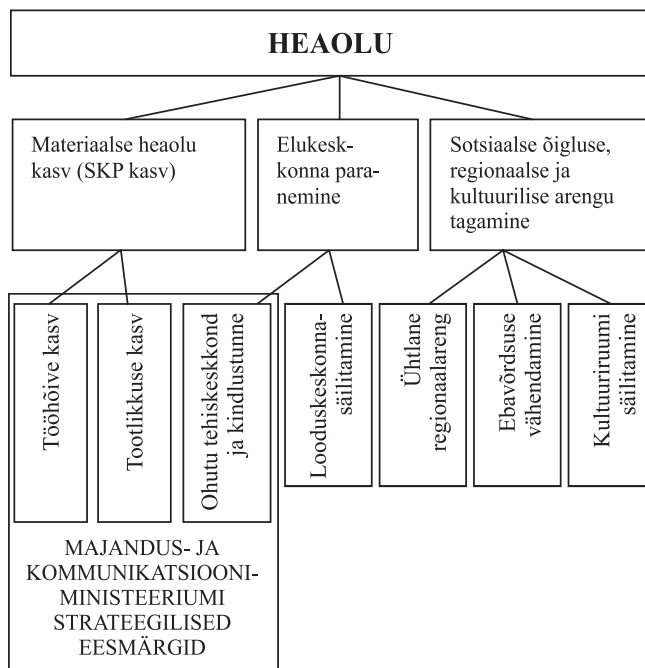 HEAOLU
Materiaalse heaolu
kasv (SKP kasv)
Elukesk-
konna para-
nemine
Sotsiaalse õigluse,
regionaalse ja
kultuurilise arengu
tagamine
Tööhõive kasv
Tootlikkuse kasv
Ohutu tehiskeskkond
ja kindlustunne
Looduskeskonna-
säilitamine
Ühtlane
regionaalareng
Ebavõrdsuse
vähendamine
Kultuuriruumi
säilitamine
MAJANDUS- JA
KOMMUNIKATSIOONI-
MINISTEERIUMI
STRATEEGILISED
EESMÄRGID